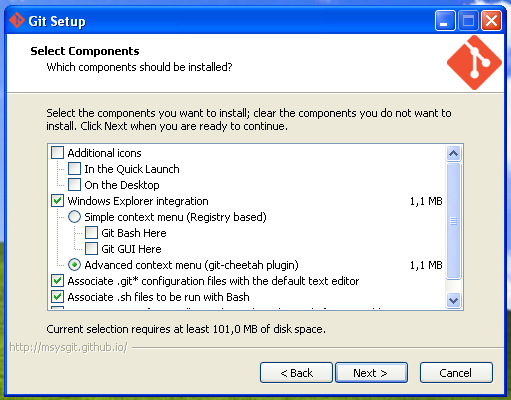 Git Setup
Select Components
Which components should be installed?
Select the components you want to install; clear the components you do not want to
install. Click Next when you are ready to continue.
Additional icons
In the Quick Launch
On the Desktop
Windows Explorer integration 1,1 MB
Simple context menu (Registry based)
Git Bash Here
Git GUI Here
Advanced context menu (git-cheetah plugin) 1,1 MB
Associate .git* configuration files with the default text editor
Associate .sh files to be run with Bash
Current selection requires at least 101,0 MB of disk space.
http://msysgit.github.io/
< Back
Next >
Cancel